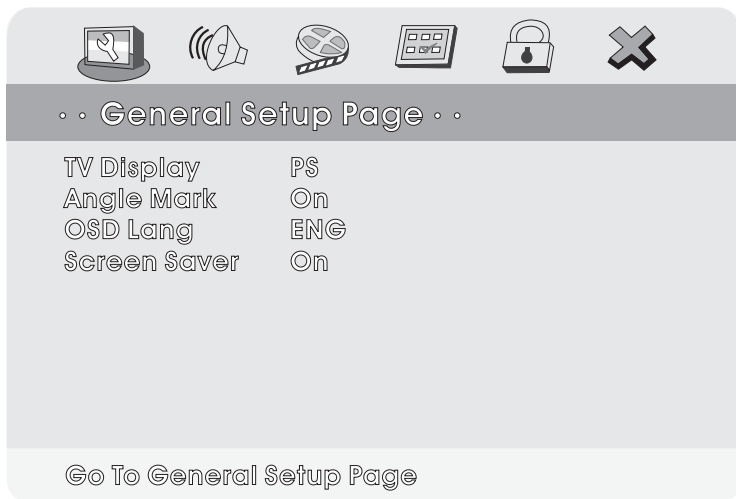 · · General Setup Page · ·
TV Display PS
Angle Mark On
OSD Lang ENG
Screen Saver On
Go To General Setup Page